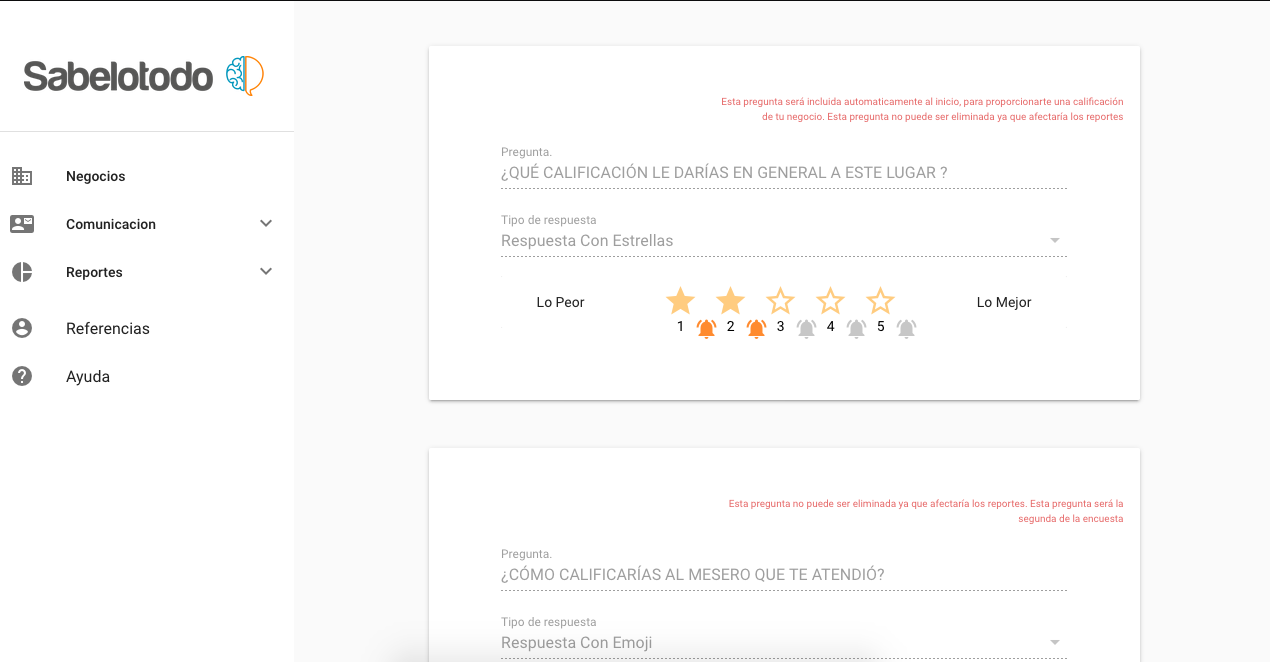 Sabelotodo
Negocios
Comunicacion
Reportes
Referencias
Ayuda
Esta pregunta será incluida automaticamente al inicio, para proporcionarte una calificación
de tu negocio. Esta pregunta no puede ser eliminada ya que afectaría los reportes
Pregunta.
¿QUÉ CALIFICACIÓN LE DARÍAS EN GENERAL A ESTE LUGAR ?
Tipo de respuesta
Respuesta Con Estrellas
Lo Peor
1 2 3 4 5
Lo Mejor
Esta pregunta no puede ser eliminada ya que afectaría los reportes. Esta pregunta será la
segunda de la encuesta
Pregunta.
¿CÓMO CALIFICARÍAS AL MESERO QUE TE ATENDIÓ?
Tipo de respuesta
Respuesta Con Emoji